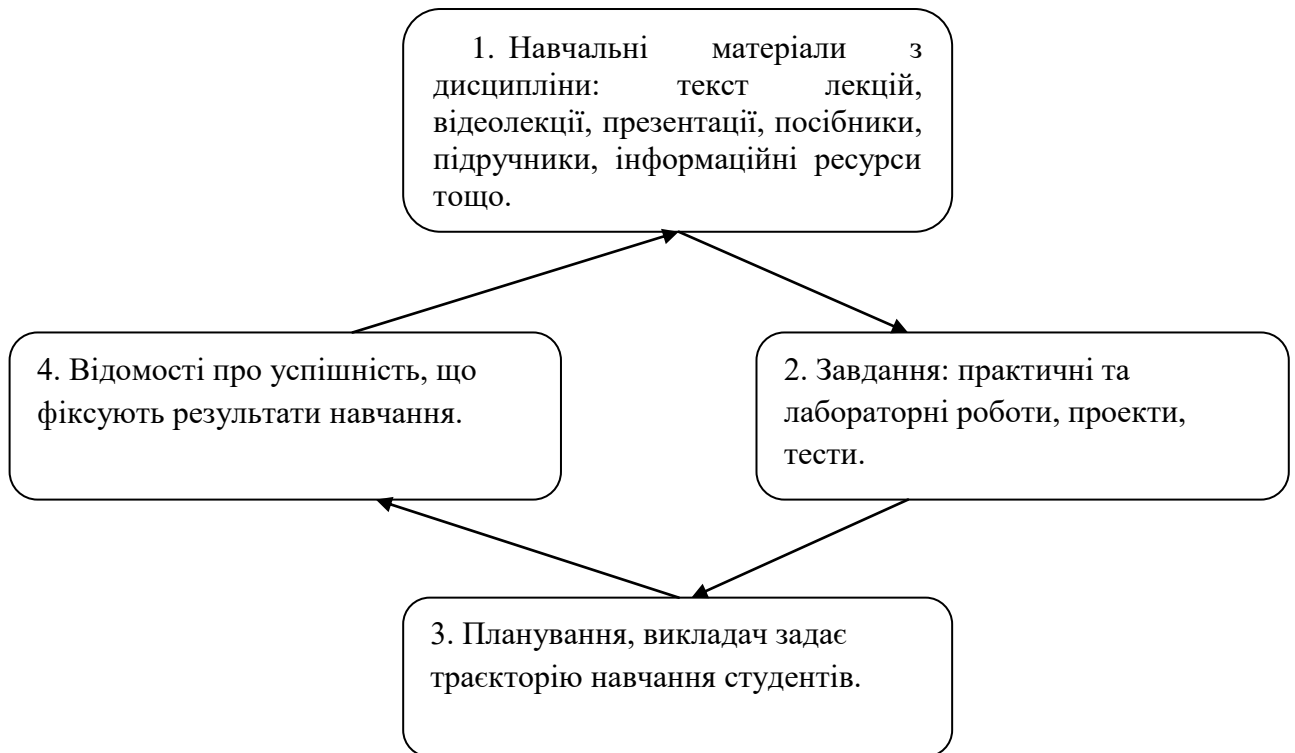 1. Навчальні матеріали з
дисципліни: текст лекцій,
відеолекції, презентації, посібники,
підручники, інформаційні ресурси
тощо.
4. Відомості про успішність, що
фіксують результати навчання.
2. Завдання: практичні та
лабораторні роботи, проекти,
тести.
3. Планування, викладач задає
траєкторію навчання студентів.